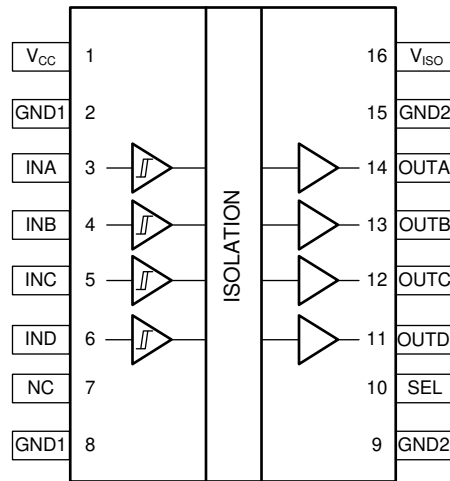 VCC 1 16 VISO
GND1 2 15 GND2
INA 3 14 OUTA
INB 4 13 OUTB
INC 5 12 OUTC
IND 6 11 OUTD
NC 7 10 SEL
GND1 8 9 GND2
ISOLATION